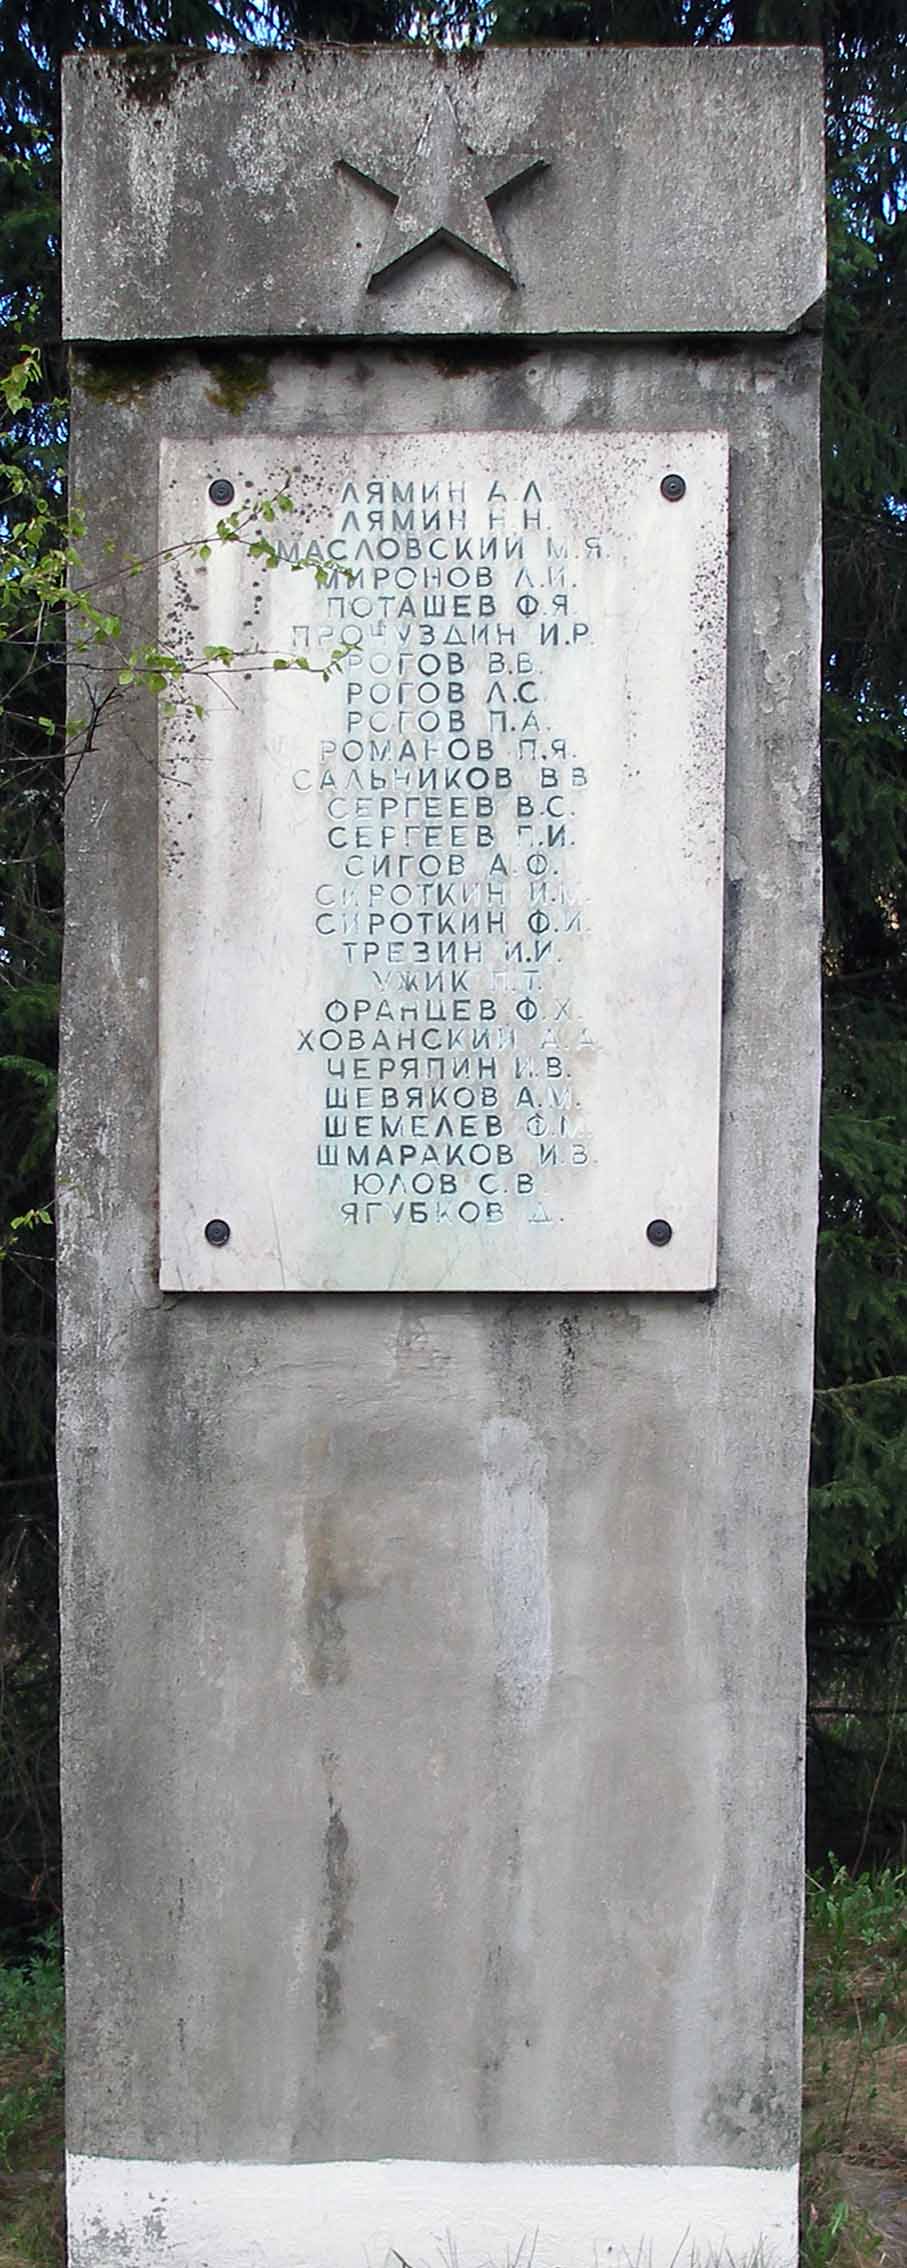 ЛЯМИН А.Л.
ЛЯМИН Н.Н.
МАСЛОВСКИЙ М.Я.
МИРОНОВ Л.И.
ПОТАШЕВ Ф.Я.
ПРОЧУЗДИН И.Р.
РОГОВ В.В.
РОГОВ Л.С.
РОГОВ П.А.
РОМАНОВ П.Я.
САЛЬНИКОВ В В
СЕРГЕЕВ В.С.
СЕРГЕЕВ П.И.
СИГОВ А.Ф.
СИРОТКИН И.М.
СИРОТКИН Ф.И.
ТРЕЗИН И.И.
УЖИК П.Т.
ФРАНЦЕВ Ф.Х.
ХОВАНСКИЙ А.А.
ЧЕРЯПИН И.В.
ШЕВЯКОВ А.М.
ШЕМЕЛЕВ Ф.М.
ШМАРАКОВ И.В.
ЮЛОВ С.В.
ЯГУБКОВ Д.